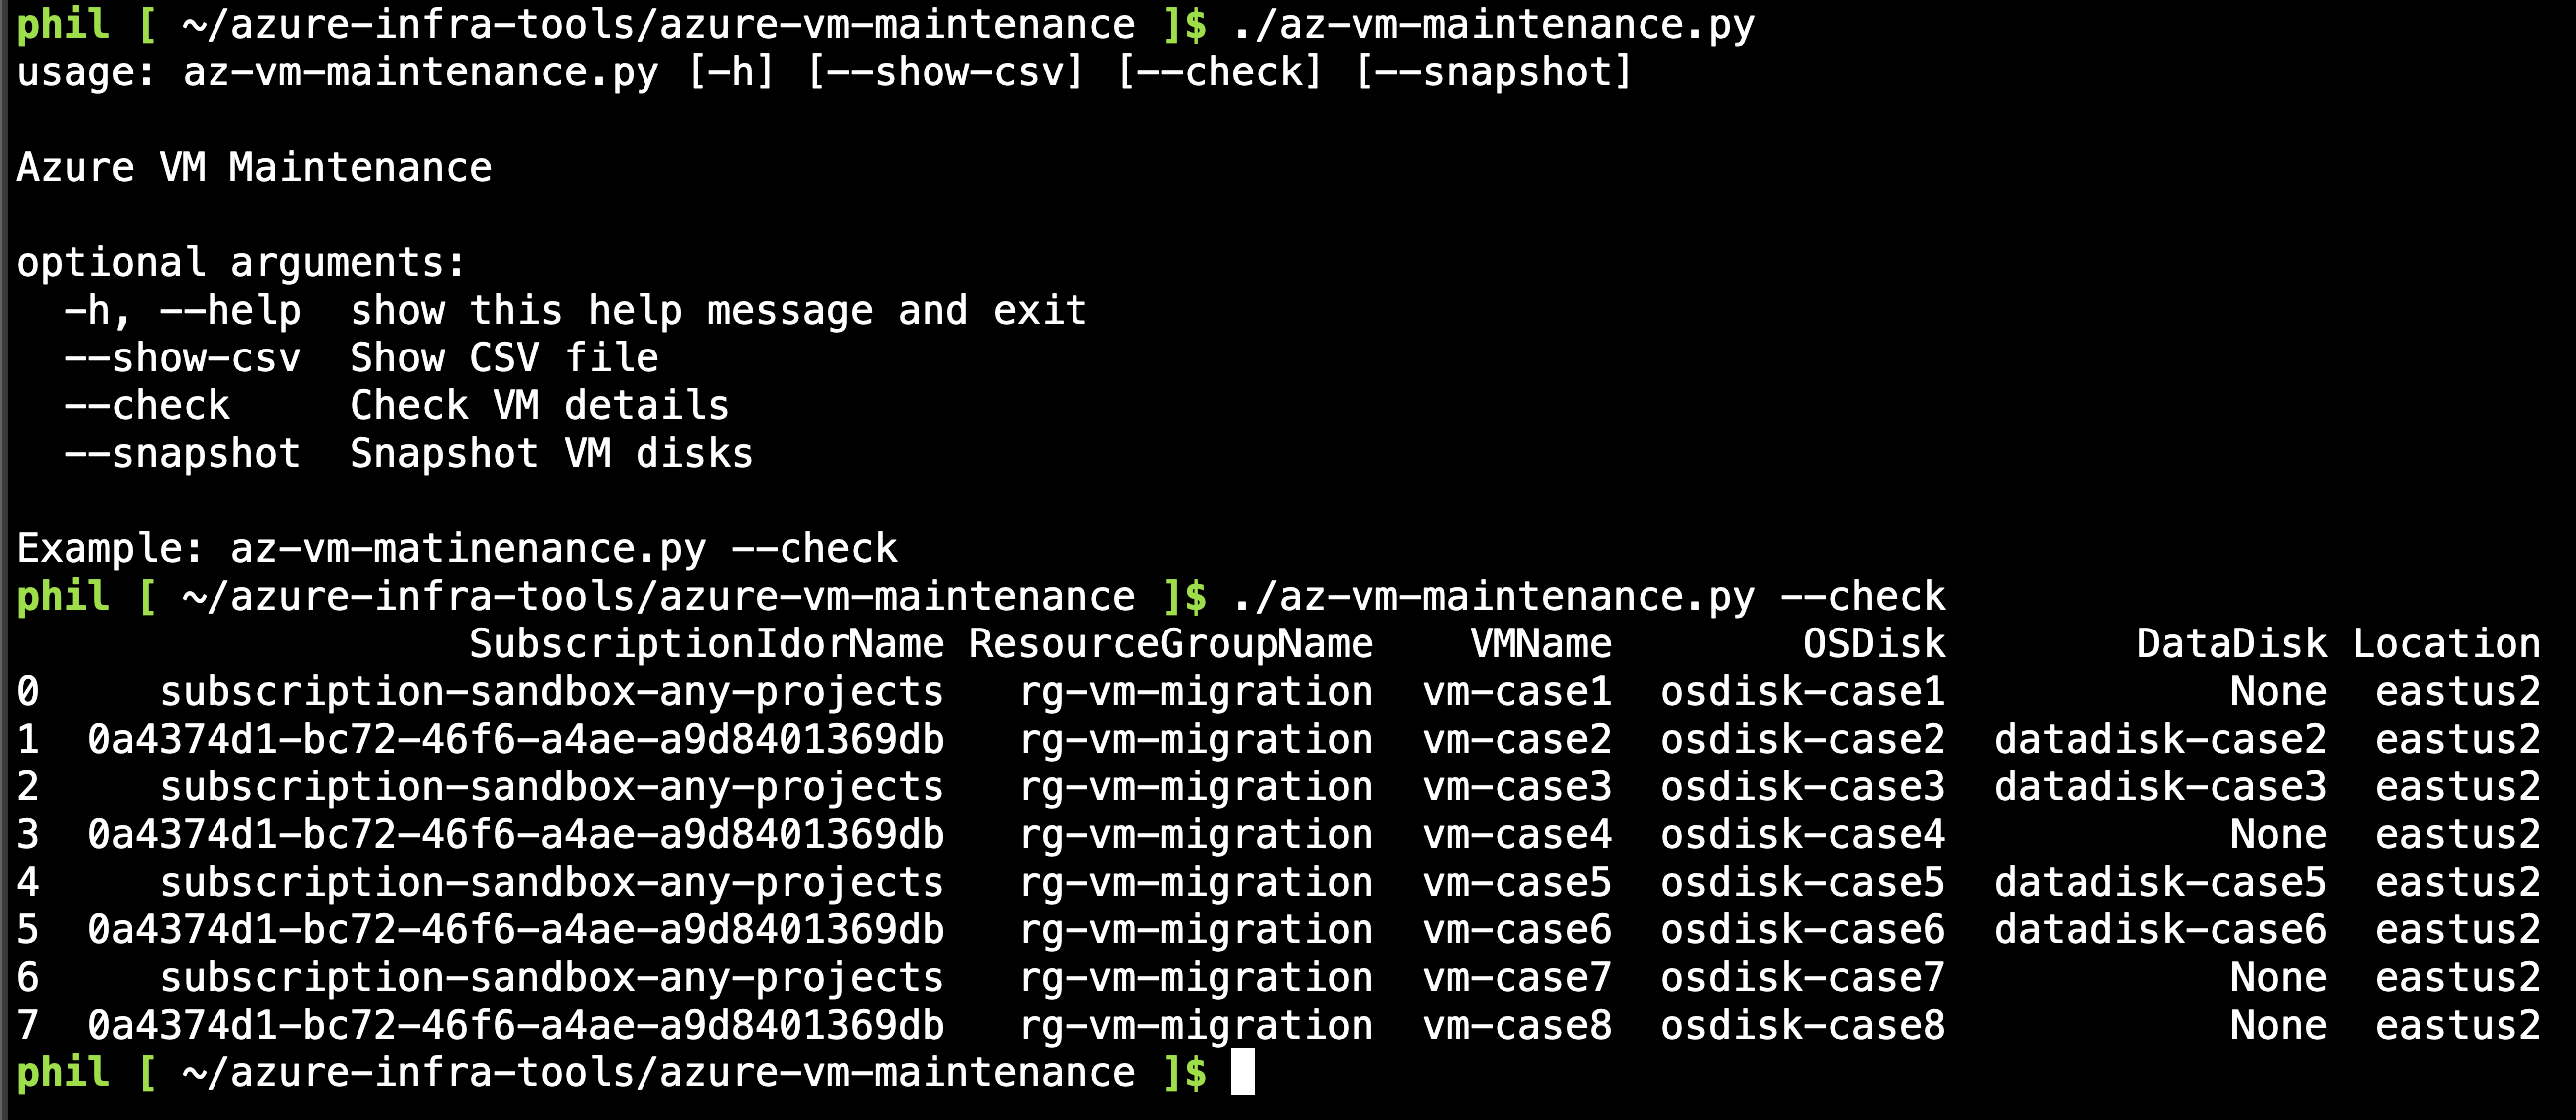 phil [ ~/azure-infra-tools/azure-vm-maintenance ]$ ./az-vm-maintenance.py
usage: az-vm-maintenance.py [-h] [--show-csv] [--check] [--snapshot]
Azure VM Maintenance
optional arguments:
-h, --help  show this help message and exit
--show-csv  Show CSV file
--check     Check VM details
--snapshot  Snapshot VM disks
Example: az-vm-matinenance.py --check
phil [ ~/azure-infra-tools/azure-vm-maintenance ]$ ./az-vm-maintenance.py --check
SubscriptionIdorName ResourceGroupName    VMName        OSDisk        DataDisk Location
0     subscription-sandbox-any-projects   rg-vm-migration  vm-case1  osdisk-case1            None  eastus2
1  0a4374d1-bc72-46f6-a4ae-a9d8401369db   rg-vm-migration  vm-case2  osdisk-case2  datadisk-case2  eastus2
2     subscription-sandbox-any-projects   rg-vm-migration  vm-case3  osdisk-case3  datadisk-case3  eastus2
3  0a4374d1-bc72-46f6-a4ae-a9d8401369db   rg-vm-migration  vm-case4  osdisk-case4            None  eastus2
4     subscription-sandbox-any-projects   rg-vm-migration  vm-case5  osdisk-case5  datadisk-case5  eastus2
5  0a4374d1-bc72-46f6-a4ae-a9d8401369db   rg-vm-migration  vm-case6  osdisk-case6  datadisk-case6  eastus2
6     subscription-sandbox-any-projects   rg-vm-migration  vm-case7  osdisk-case7            None  eastus2
7  0a4374d1-bc72-46f6-a4ae-a9d8401369db   rg-vm-migration  vm-case8  osdisk-case8            None  eastus2
phil [ ~/azure-infra-tools/azure-vm-maintenance ]$